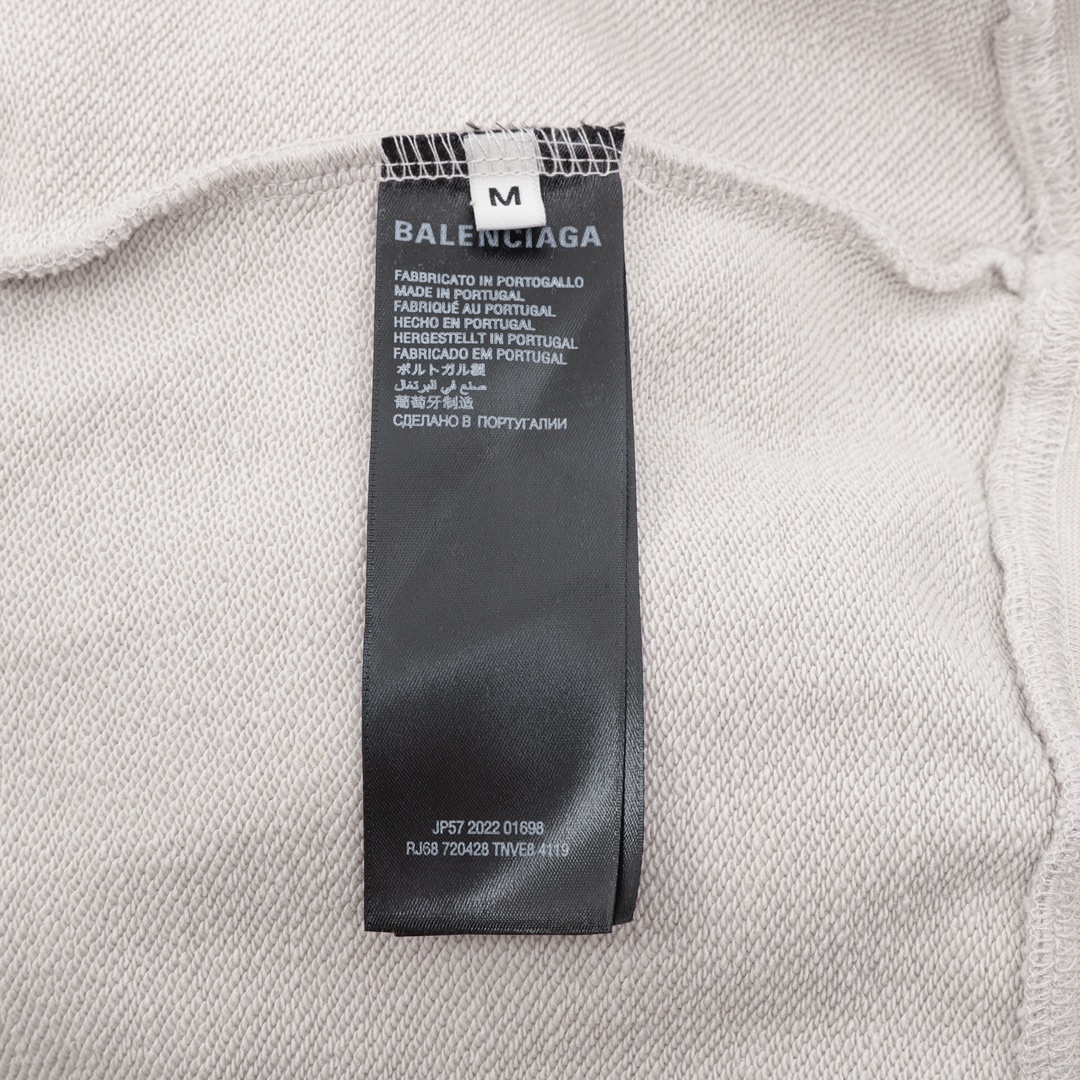 M
BALENCIAGA
FABBRICATO IN PORTOGALLO
MADE IN PORTUGAL
FABRIQUÉ AU PORTUGAL
HECHO EN PORTUGAL
HERGESTELLT IN PORTUGAL
FABRICADO EM PORTUGAL
ポルトガル製
صنع في البرتغال
葡萄牙制造
СДЕЛАНО В ПОРТУГАЛИИ
JP57 2022 01698
RJ68 720428 TNVE8 4119